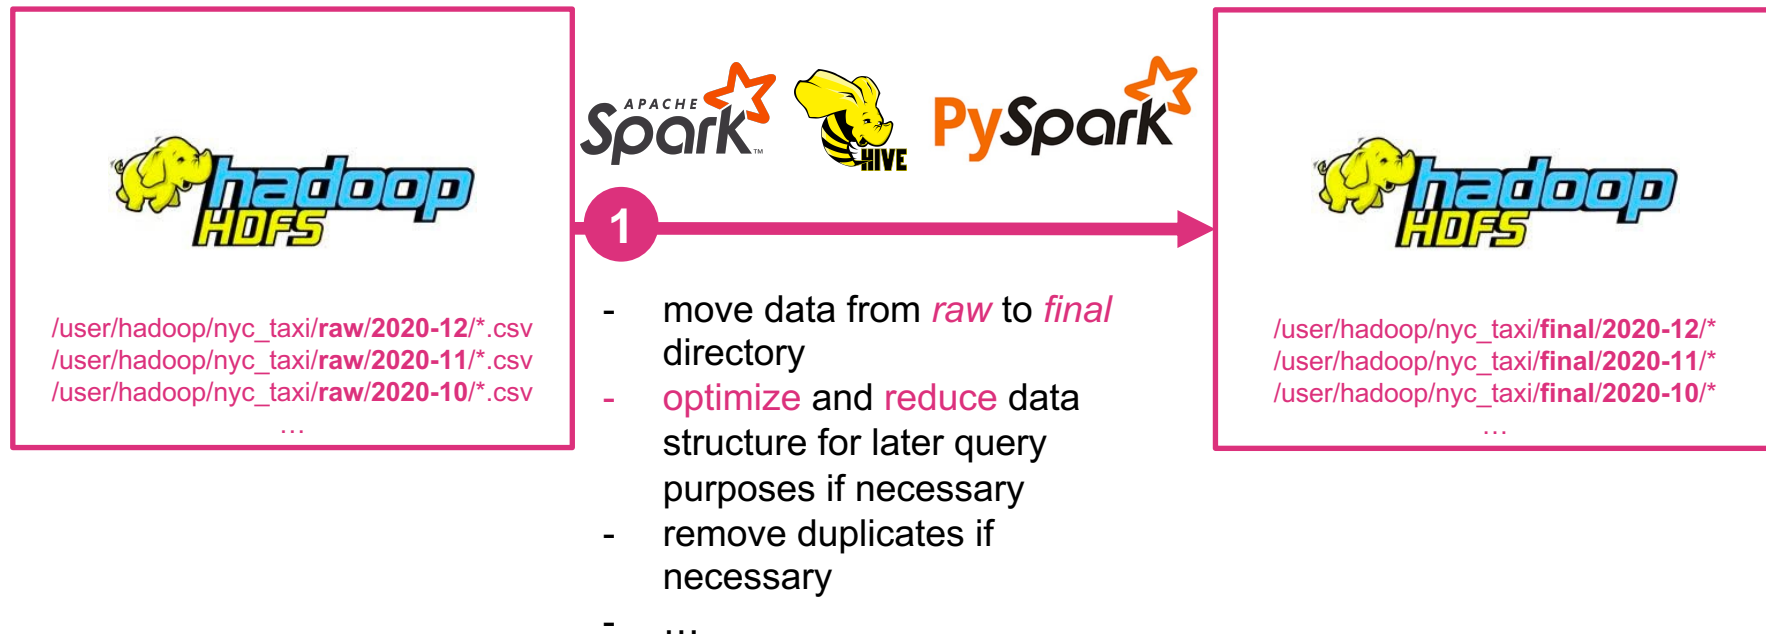 hadoop
HDFS
/user/hadoop/nyc_taxi/raw/2020-12/*.csv
/user/hadoop/nyc_taxi/raw/2020-11/*.csv
/user/hadoop/nyc_taxi/raw/2020-10/*.csv
…
APACHE
Spark™
HIVE
PySpark
1
- move data from raw to final
directory
- optimize and reduce data
structure for later query
purposes if necessary
- remove duplicates if
necessary
- …
hadoop
HDFS
/user/hadoop/nyc_taxi/final/2020-12/*
/user/hadoop/nyc_taxi/final/2020-11/*
/user/hadoop/nyc_taxi/final/2020-10/*
…